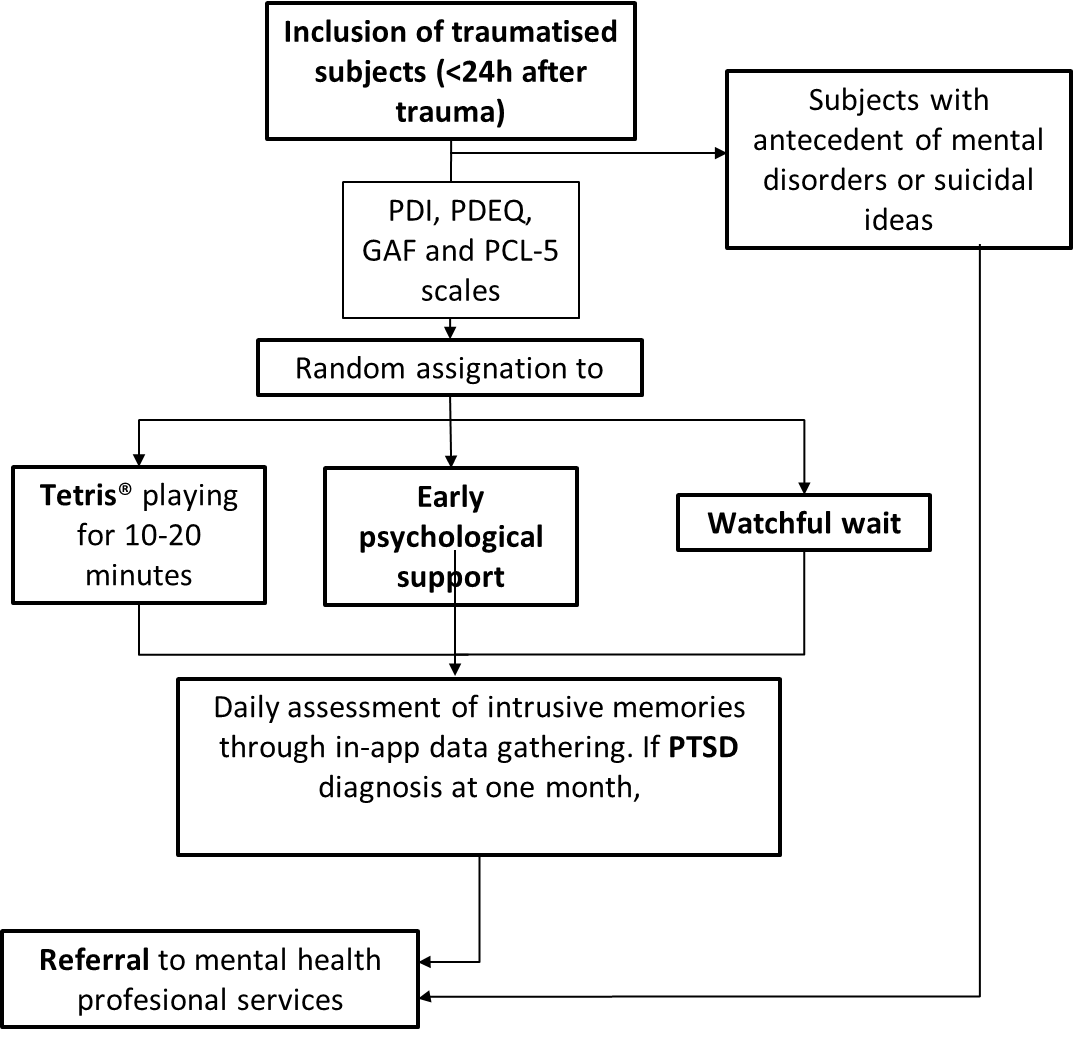 Inclusion of traumatised
subjects (<24h after
trauma)
Subjects with
antecedent of mental
disorders or suicidal
ideas
PDI, PDEQ,
GAF and PCL-5
scales
Random assignation to
Tetris® playing
for 10-20
minutes
Early
psychological
support
Watchful wait
Daily assessment of intrusive memories
through in-app data gathering. If PTSD
diagnosis at one month,
Referral to mental health
profesional services